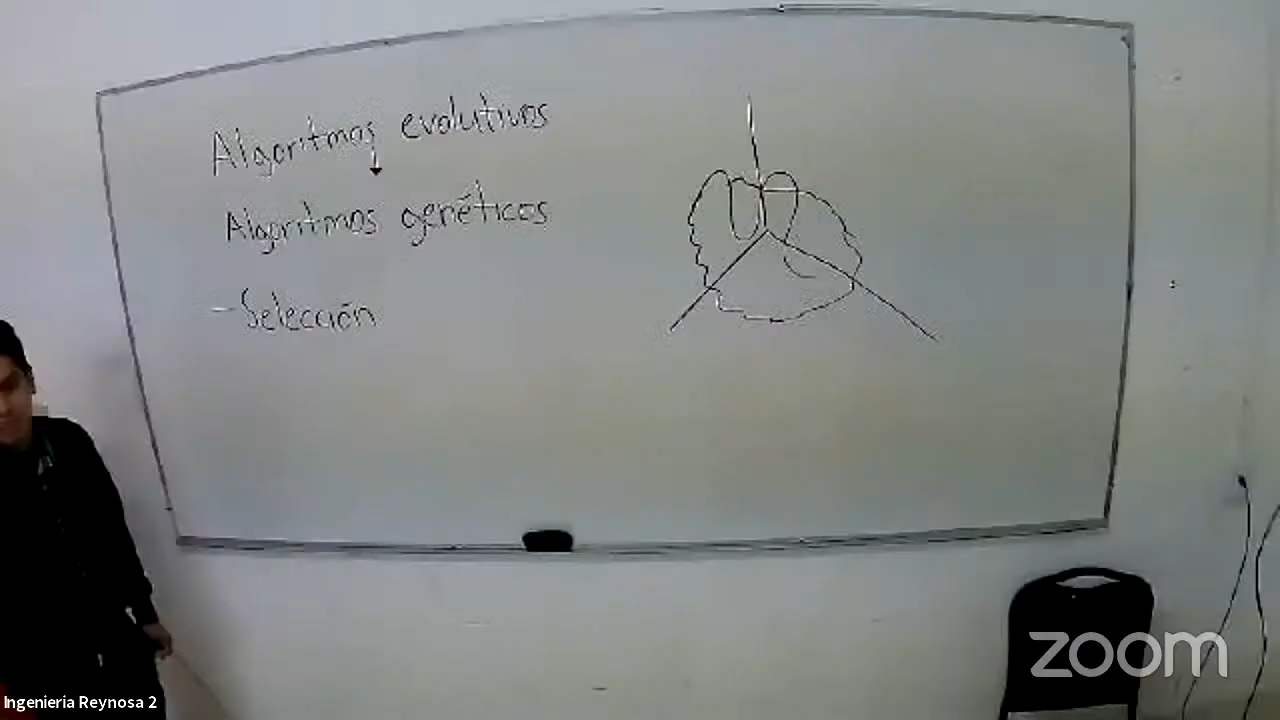 Algoritmos evolutivos
Algoritmos genéticos
- Selección
zoom
Ingenieria Reynosa 2